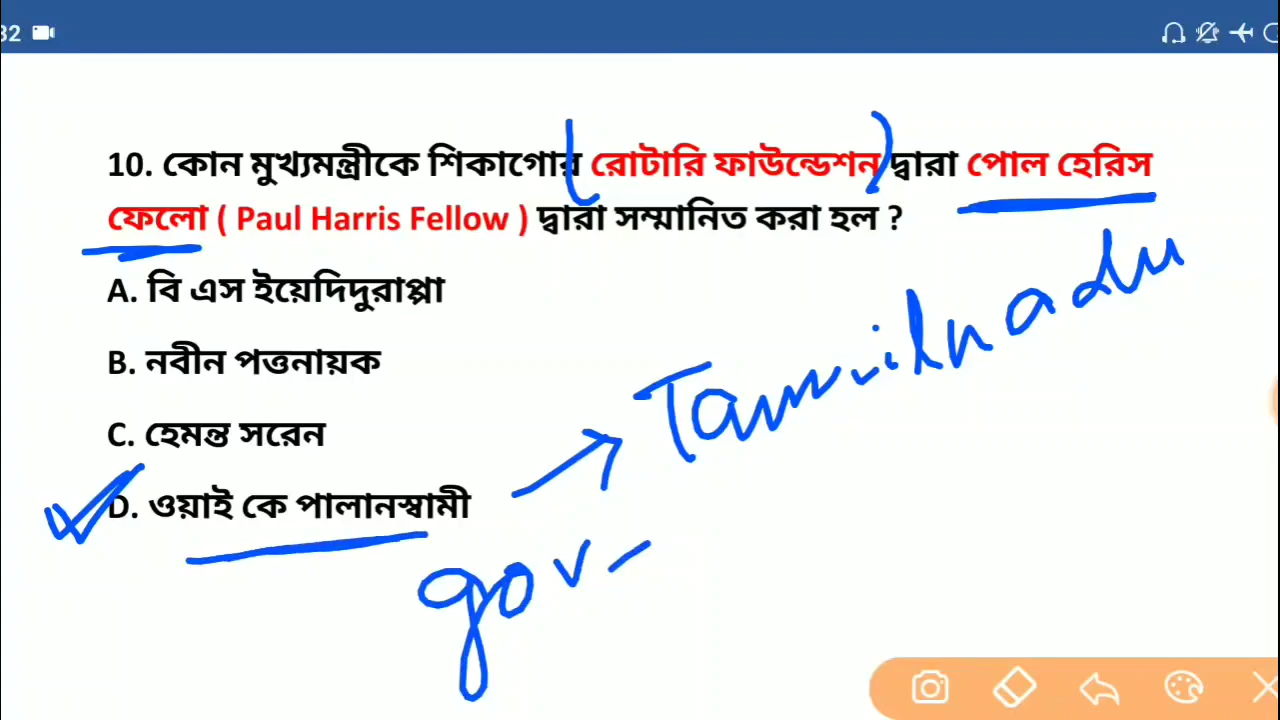 32
10. কোন মুখ্যমন্ত্রীকে শিকাগোর রোটারি ফাউন্ডেশন দ্বারা পোল হেরিস
ফেলো ( Paul Harris Fellow ) দ্বারা সম্মানিত করা হল ?
A. বি এস ইয়েদিদুরাপ্পা
B. নবীন পত্তনায়ক
C. হেমন্ত সরেন
D. ওয়াই কে পালানস্বামী
Tamilnadu
gov -